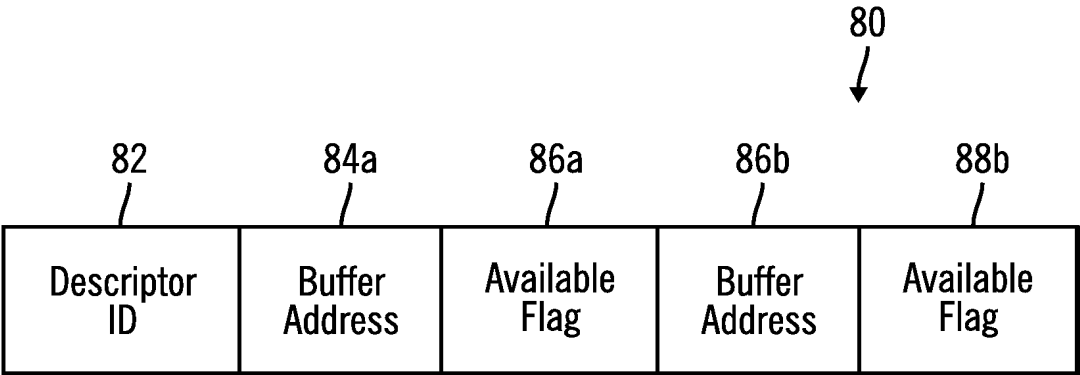 80
82
84a
86a
86b
88b
Descriptor
ID
Buffer
Address
Available
Flag
Buffer
Address
Available
Flag